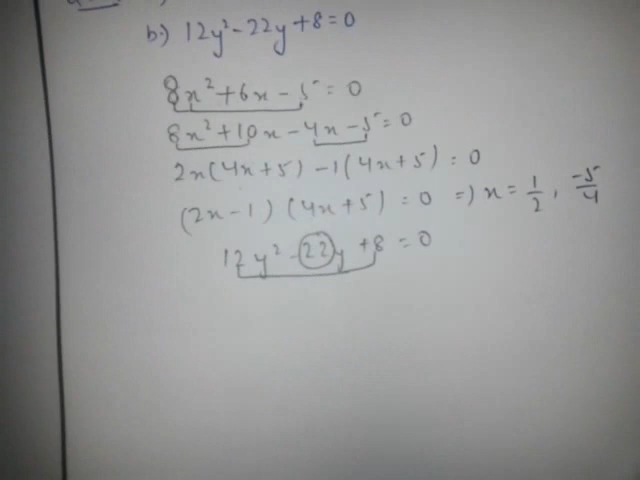 b.) 12y² - 22y + 8 = 0
8x² + 6x - 5 = 0
8x² + 10x - 4x - 5 = 0
2x(4x + 5) - 1(4x + 5) = 0
(2x - 1) (4x + 5) = 0 => x = 1/2, -5/4
12y² - 22y + 8 = 0